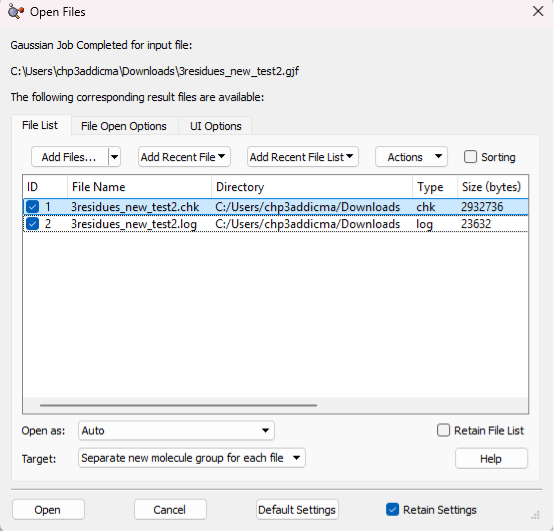 Open Files
Gaussian Job Completed for input file:
C:\Users\chp3addicma\Downloads\3residues_new_test2.gjf
The following corresponding result files are available:
File List File Open Options UI Options
Add Files... Add Recent File Add Recent File List Actions Sorting
ID File Name Directory Type Size (bytes)
1 3residues_new_test2.chk C:/Users/chp3addicma/Downloads chk 2932736
2 3residues_new_test2.log C:/Users/chp3addicma/Downloads log 23632
Open as: Auto Retain File List
Target: Separate new molecule group for each file Help
Open Cancel Default Settings Retain Settings